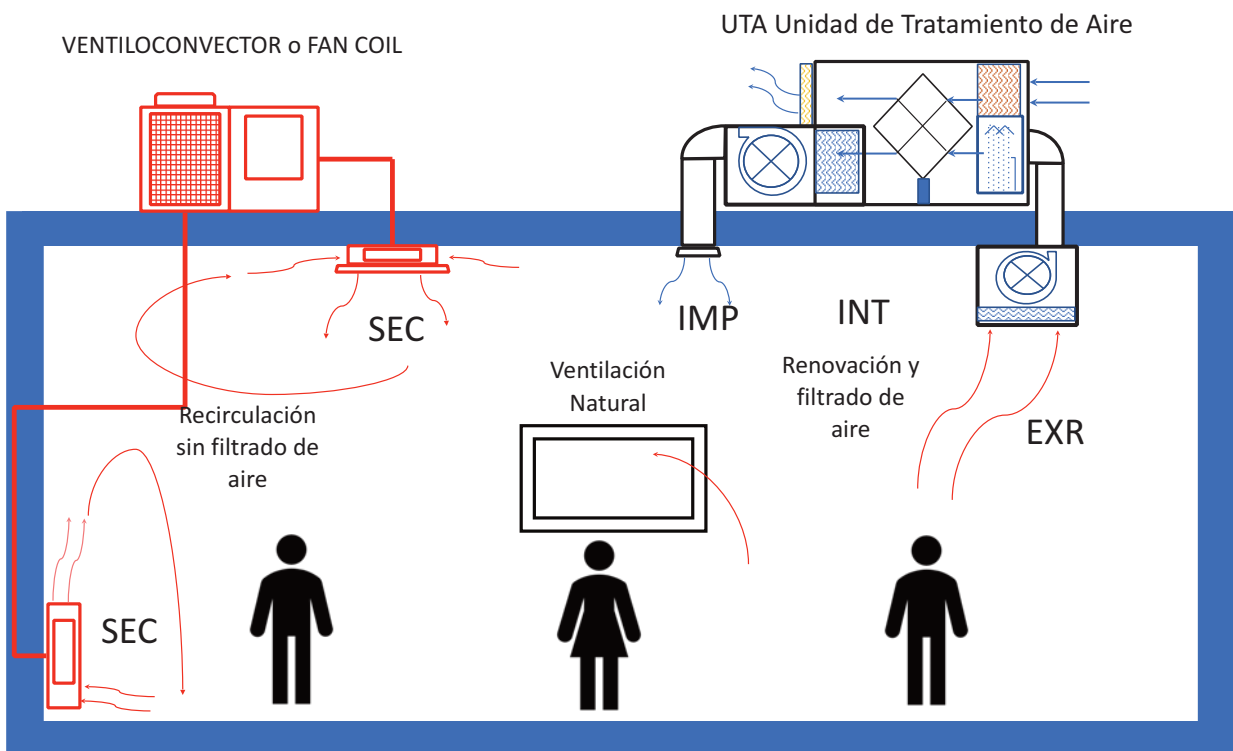 VENTILOCONVECTOR o FAN COIL
UTA Unidad de Tratamiento de Aire
SEC
IMP
INT
Ventilación
Natural
Renovación y
filtrado de
aire
EXR
Recirculación
sin filtrado de
aire
SEC